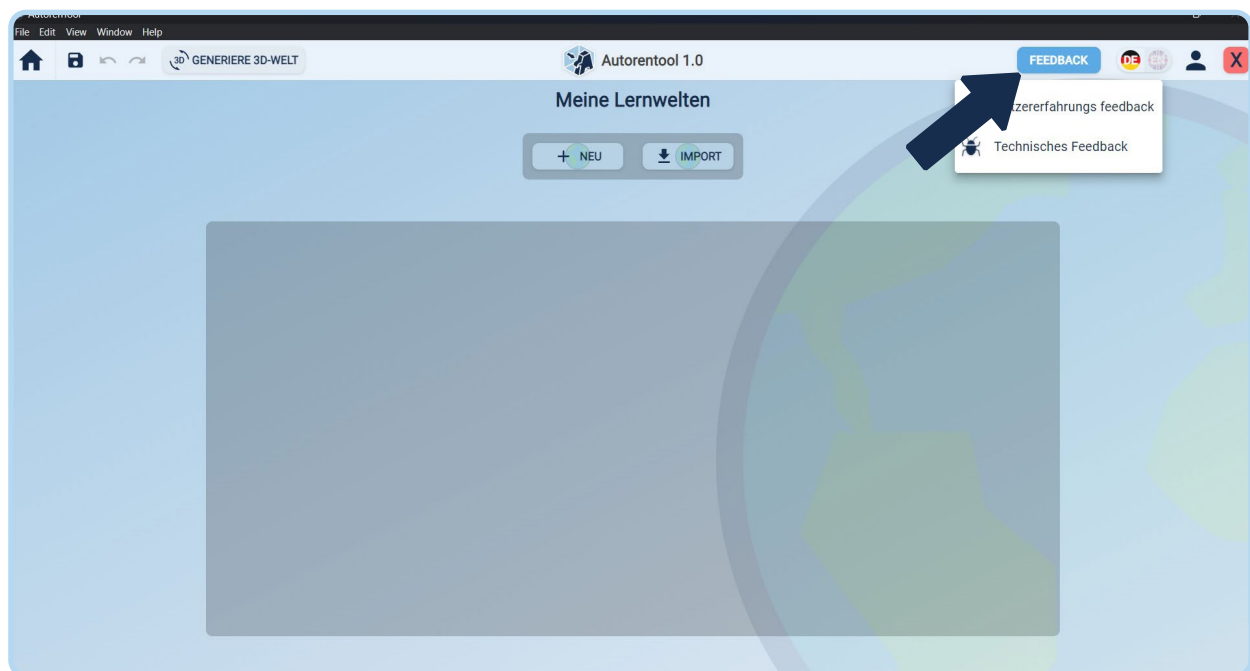 File Edit View Window Help
3D GENERIERE 3D-WELT
Autorentool 1.0
FEEDBACK
DE
X
Meine Lernwelten
feedback
+ NEU
IMPORT
Technisches Feedback